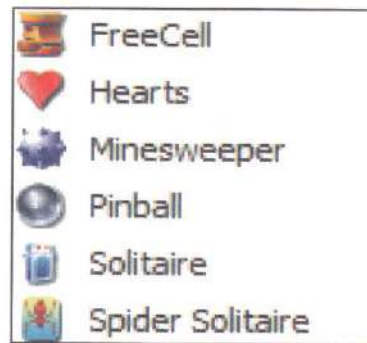 FreeCell
Hearts
Minesweeper
Pinball
Solitaire
Spider Solitaire